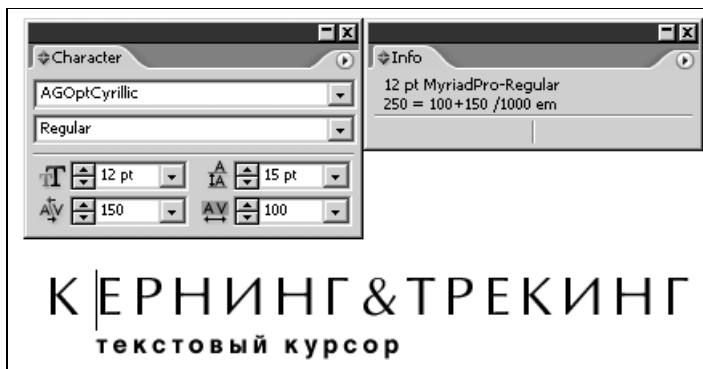 Character
AGOptCyrillic
Regular
12 pt
15 pt
150
100
Info
12 pt MyriadPro-Regular
250 = 100+150 /1000 em
КЕРНИНГ&ТРЕКИНГ
текстовый курсор